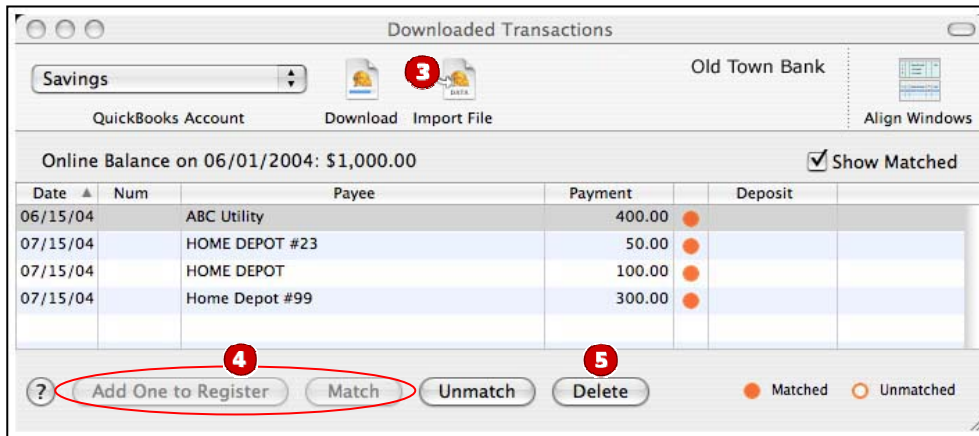 Downloaded Transactions
Savings
3
DATA
Old Town Bank
QuickBooks Account Download Import File Align Windows
Online Balance on 06/01/2004: $1,000.00 Show Matched
Date Num Payee Payment Deposit
06/15/04 ABC Utility 400.00
07/15/04 HOME DEPOT #23 50.00
07/15/04 HOME DEPOT 100.00
07/15/04 Home Depot #99 300.00
4 5
? Add One to Register Match Unmatch Delete Matched Unmatched